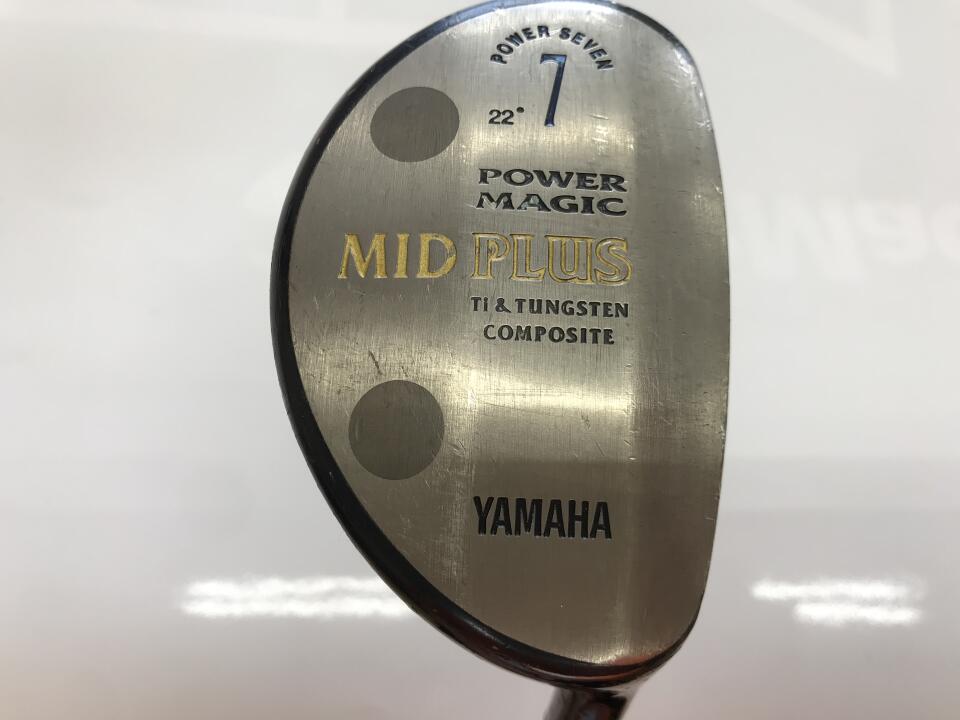 POWER SEVEN
7
22°
POWER
MAGIC
MID PLUS
Ti & TUNGSTEN
COMPOSITE
YAMAHA